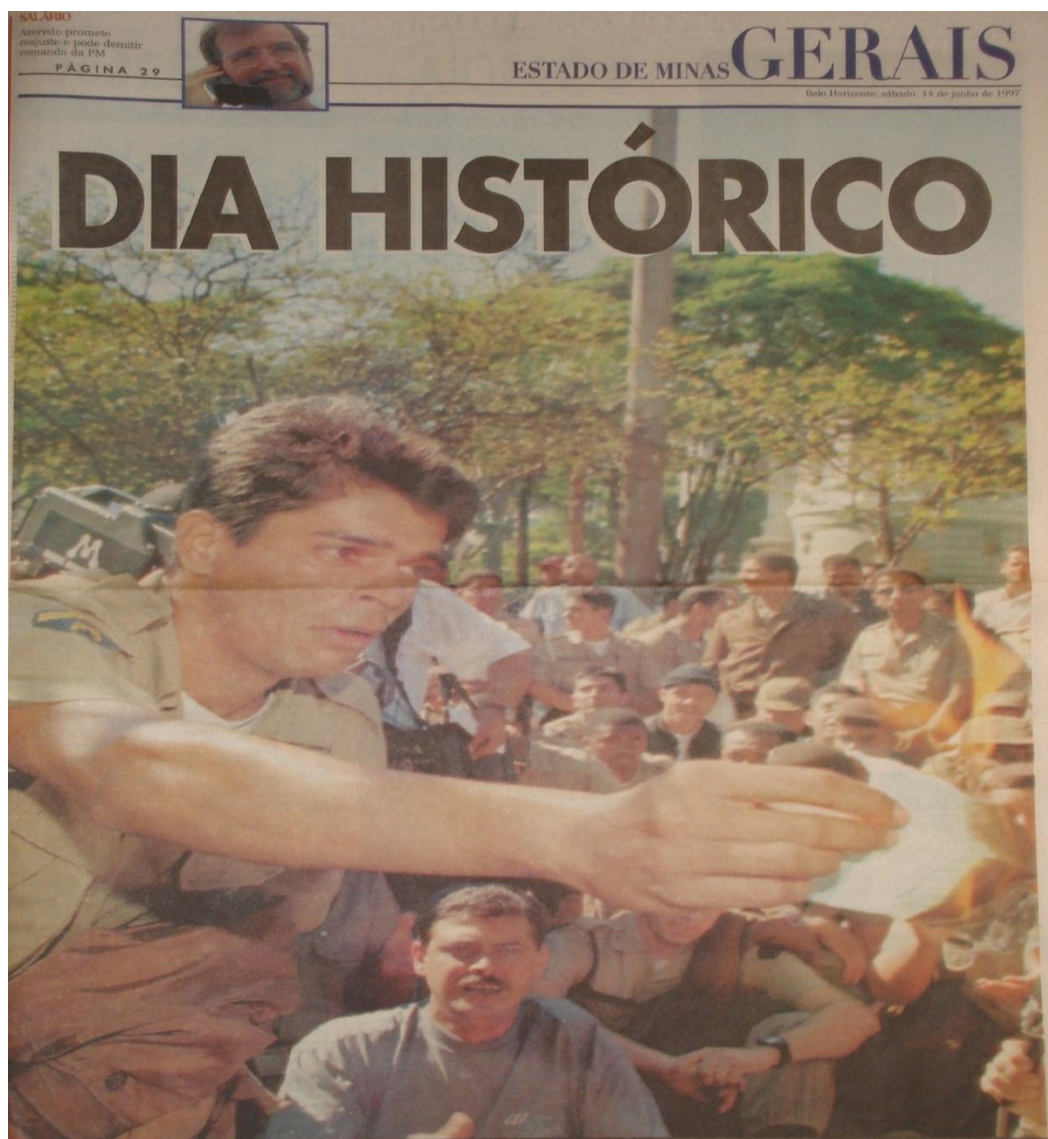 SALÁRIO
Azeredo promete
reajuste e pode demitir
comando da PM
PÁGINA 29
ESTADO DE MINAS GERAIS
Belo Horizonte, sábado, 14 de junho de 1997
DIA HISTÓRICO
M